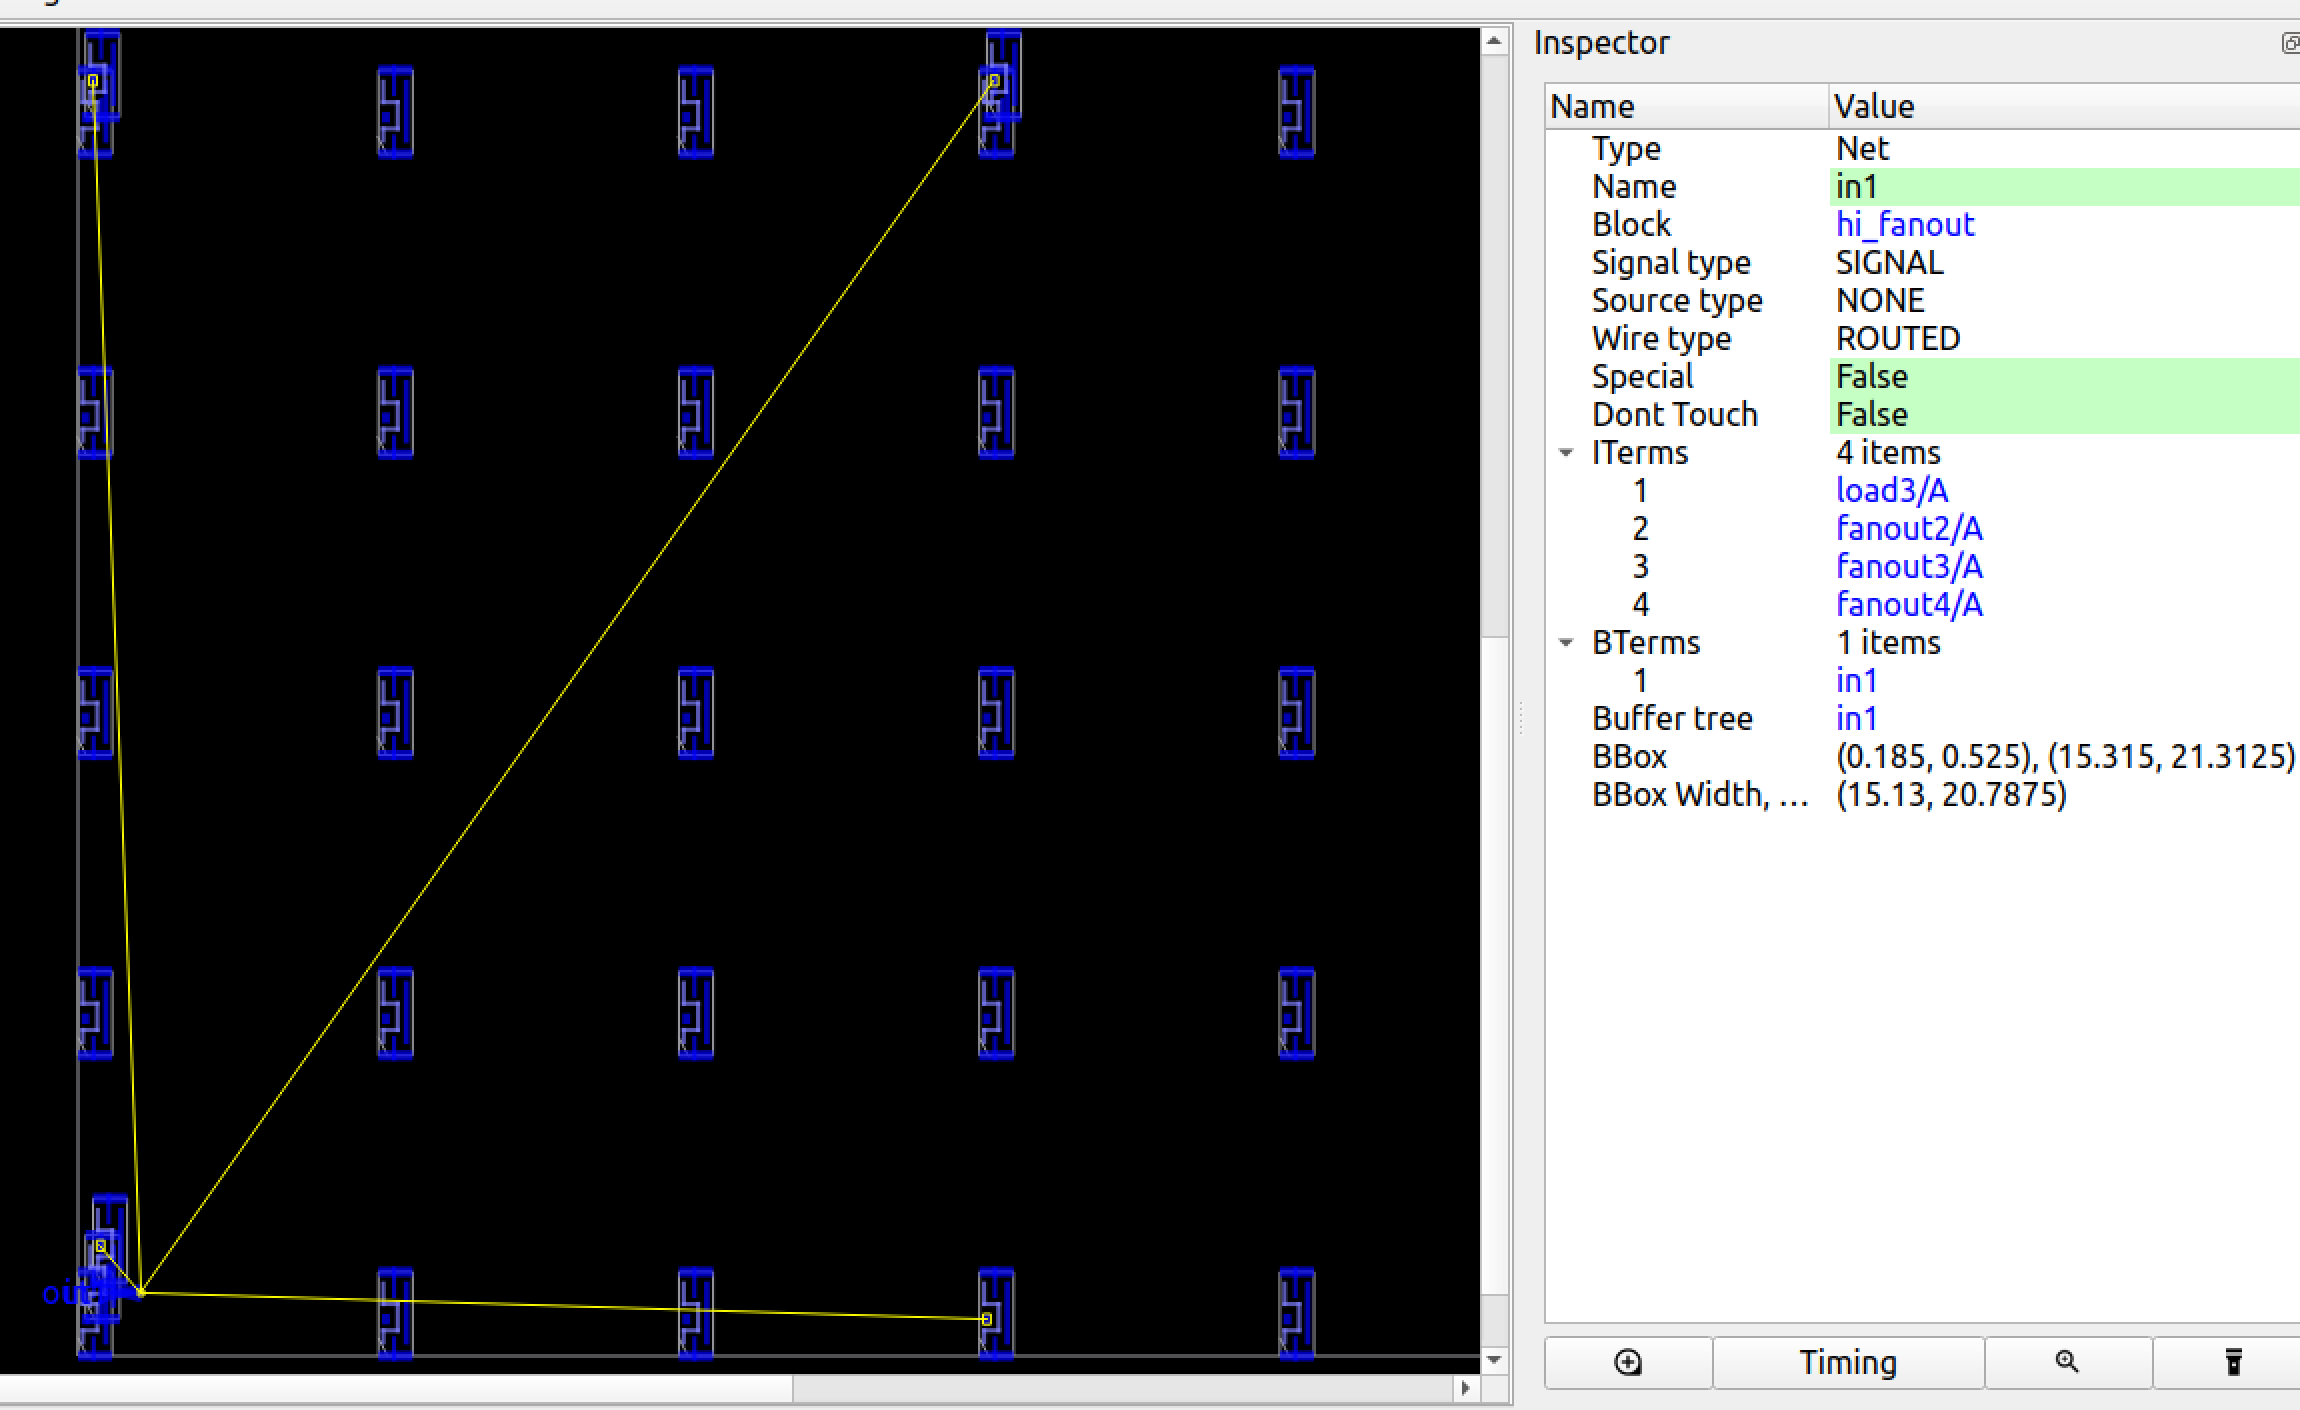 Inspector
Name Value
Type Net
Name in1
Block hi_fanout
Signal type SIGNAL
Source type NONE
Wire type ROUTED
Special False
Dont Touch False
ITerms 4 items
1 load3/A
2 fanout2/A
3 fanout3/A
4 fanout4/A
BTerms 1 items
1 in1
Buffer tree in1
BBox (0.185, 0.525), (15.315, 21.3125)
BBox Width, ... (15.13, 20.7875)
Timing